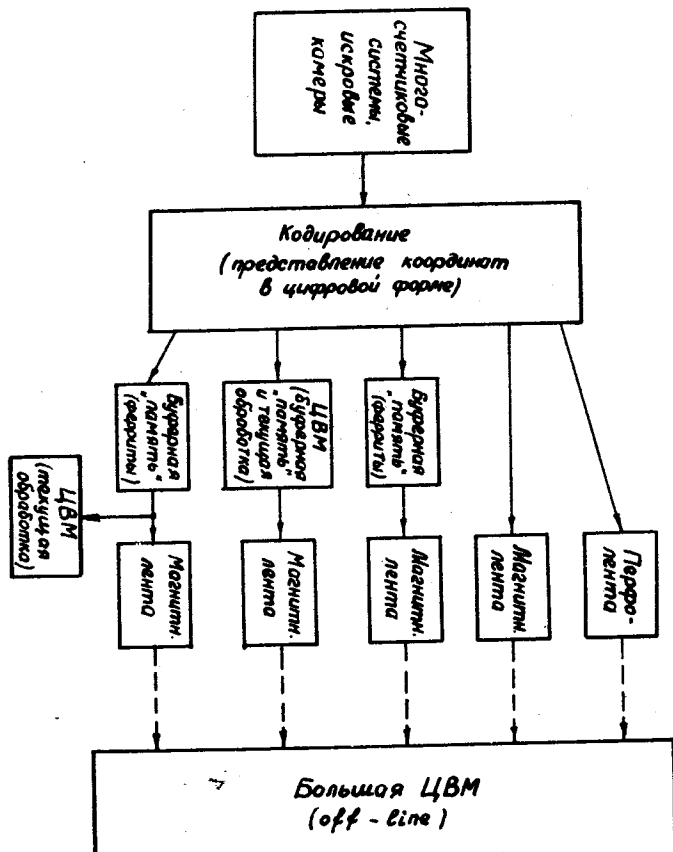 Много-
счетниковые
системы,
искровые
камеры
Кодирование
(представление координат
в цифровой форме)
Буферная
"память"
(ферриты)
ЦВМ
(буферная
"память"
и текущая
обработка)
Буферная
"память"
(ферриты)
ЦВМ
(текущая
обработка)
Магнитн.
лента
Магнитн.
лента
Магнитн.
лента
Магнитн.
лента
Перфо-
лента
Большая ЦВМ
(off-line)